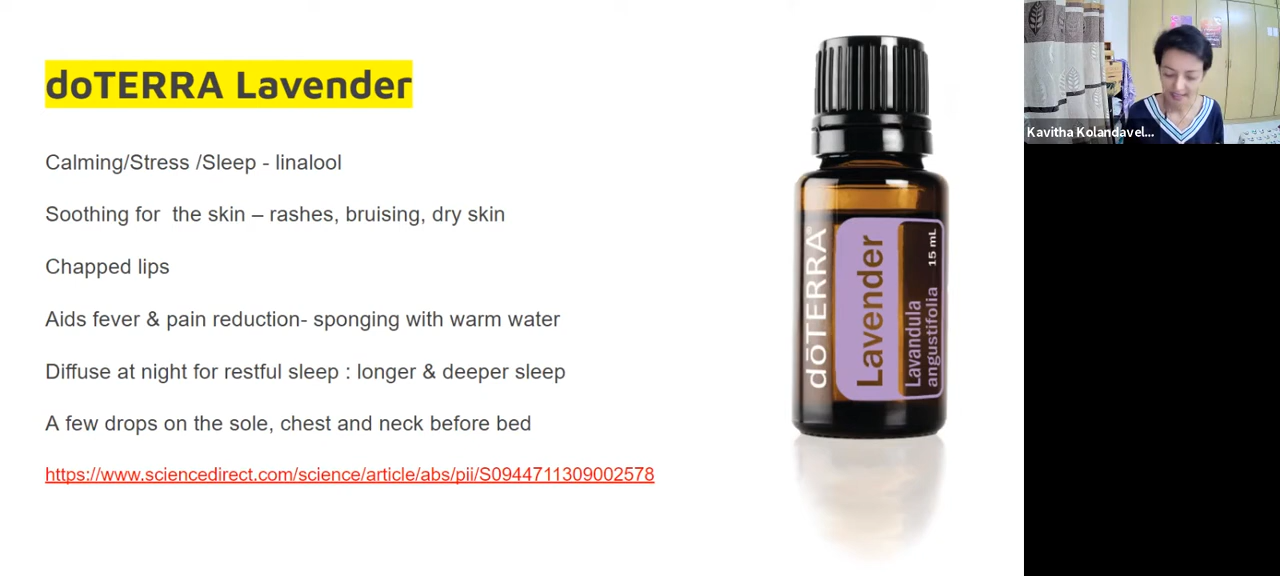 doTERRA Lavender
Calming/Stress /Sleep - linalool
Soothing for the skin – rashes, bruising, dry skin
Chapped lips
Aids fever & pain reduction- sponging with warm water
Diffuse at night for restful sleep : longer & deeper sleep
A few drops on the sole, chest and neck before bed
https://www.sciencedirect.com/science/article/abs/pii/S0944711309002578
dōTERRA®
Lavender
Lavandula
angustifolia
15 mL
Kavitha Kolandavel...